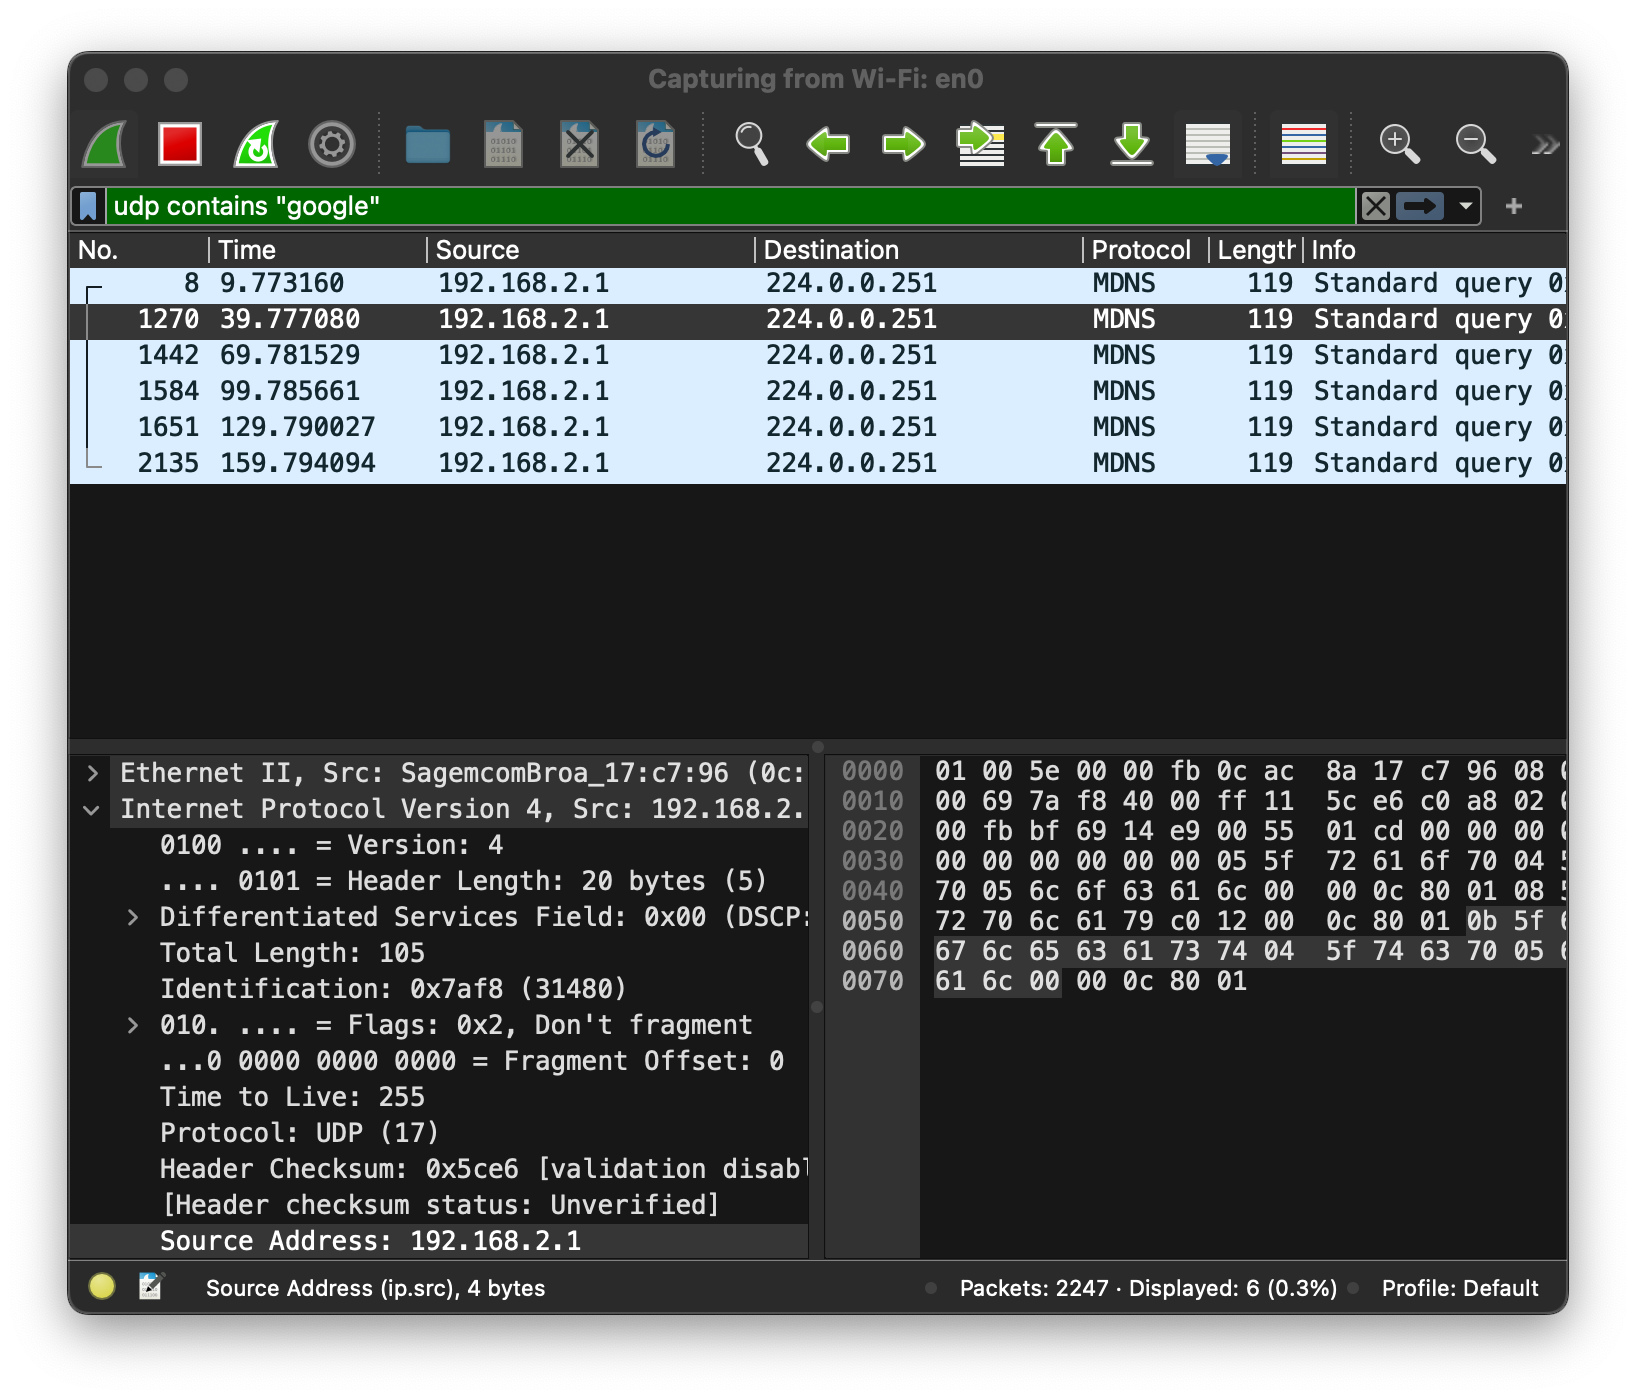 Capturing from Wi-Fi: en0
udp contains "google"
No. Time Source Destination Protocol Length Info
8 9.773160 192.168.2.1 224.0.0.251 MDNS 119 Standard query 0
1270 39.777080 192.168.2.1 224.0.0.251 MDNS 119 Standard query 0
1442 69.781529 192.168.2.1 224.0.0.251 MDNS 119 Standard query 0
1584 99.785661 192.168.2.1 224.0.0.251 MDNS 119 Standard query 0
1651 129.790027 192.168.2.1 224.0.0.251 MDNS 119 Standard query 0
2135 159.794094 192.168.2.1 224.0.0.251 MDNS 119 Standard query 0
Ethernet II, Src: SagemcomBroa_17:c7:96 (0c:
Internet Protocol Version 4, Src: 192.168.2.
0100 .... = Version: 4
.... 0101 = Header Length: 20 bytes (5)
Differentiated Services Field: 0x00 (DSCP:
Total Length: 105
Identification: 0x7af8 (31480)
010. .... = Flags: 0x2, Don't fragment
...0 0000 0000 0000 = Fragment Offset: 0
Time to Live: 255
Protocol: UDP (17)
Header Checksum: 0x5ce6 [validation disab
[Header checksum status: Unverified]
Source Address: 192.168.2.1
0000 01 00 5e 00 00 fb 0c ac 8a 17 c7 96 08
0010 00 69 7a f8 40 00 ff 11 5c e6 c0 a8 02
0020 00 fb bf 69 14 e9 00 55 01 cd 00 00 00
0030 00 00 00 00 00 00 05 5f 72 61 6f 70 04
0040 70 05 6c 6f 63 61 6c 00 00 0c 80 01 08
0050 72 70 6c 61 79 c0 12 00 0c 80 01 0b 5f
0060 67 6c 65 63 61 73 74 04 5f 74 63 70 05
0070 61 6c 00 00 0c 80 01
Source Address (ip.src), 4 bytes
Packets: 2247 · Displayed: 6 (0.3%)
Profile: Default